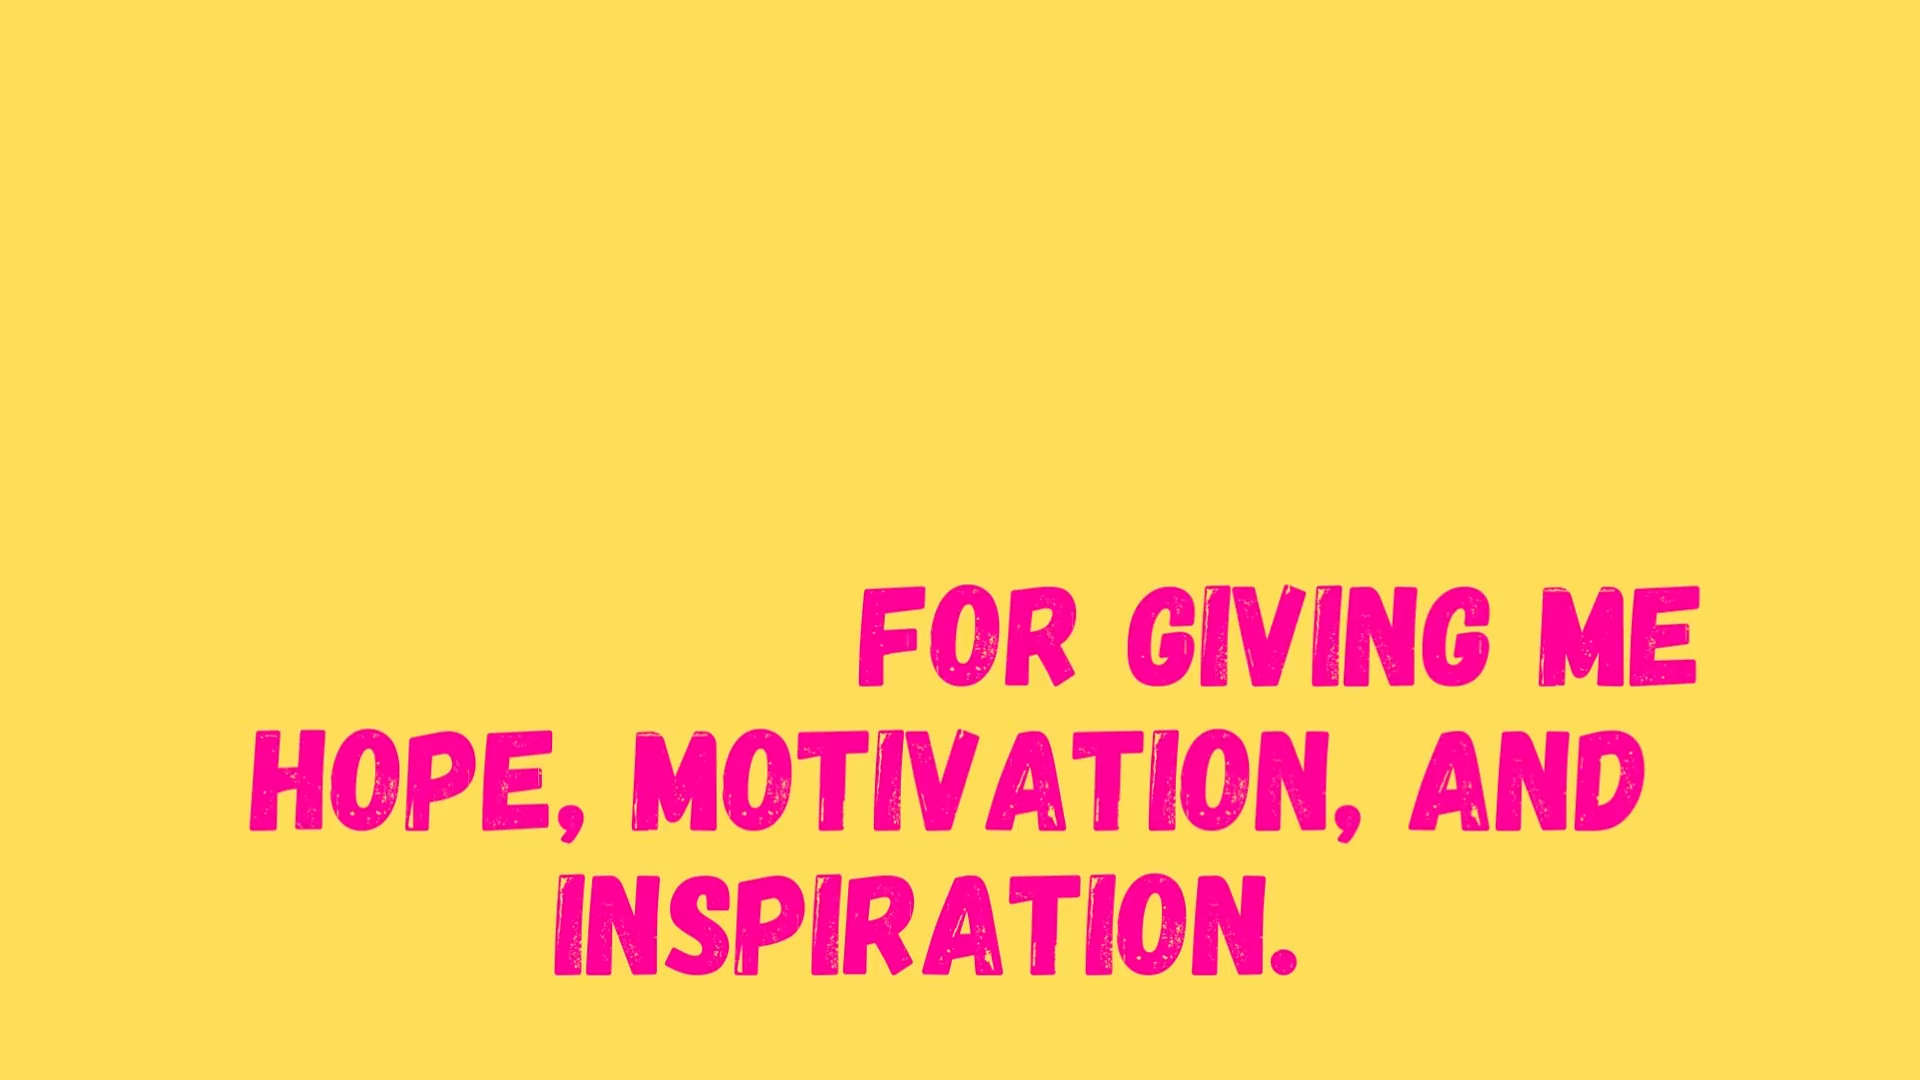 FOR GIVING ME
HOPE, MOTIVATION, AND
INSPIRATION.